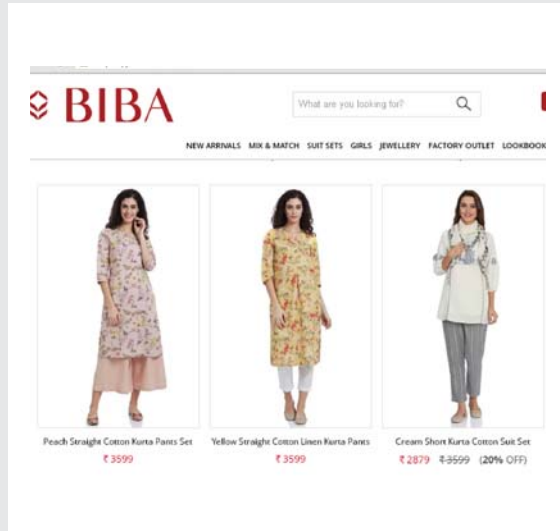 BIBA
What are you looking for?
NEW ARRIVALS MIX & MATCH SUIT SETS GIRLS JEWELLERY FACTORY OUTLET LOOKBOOK
Peach Straight Cotton Kurta Pants Set
₹ 3599
Yellow Straight Cotton Linen Kurta Pants
₹ 3599
Cream Short Kurta Cotton Suit Set
₹ 2879 ₹ 3599 (20% OFF)